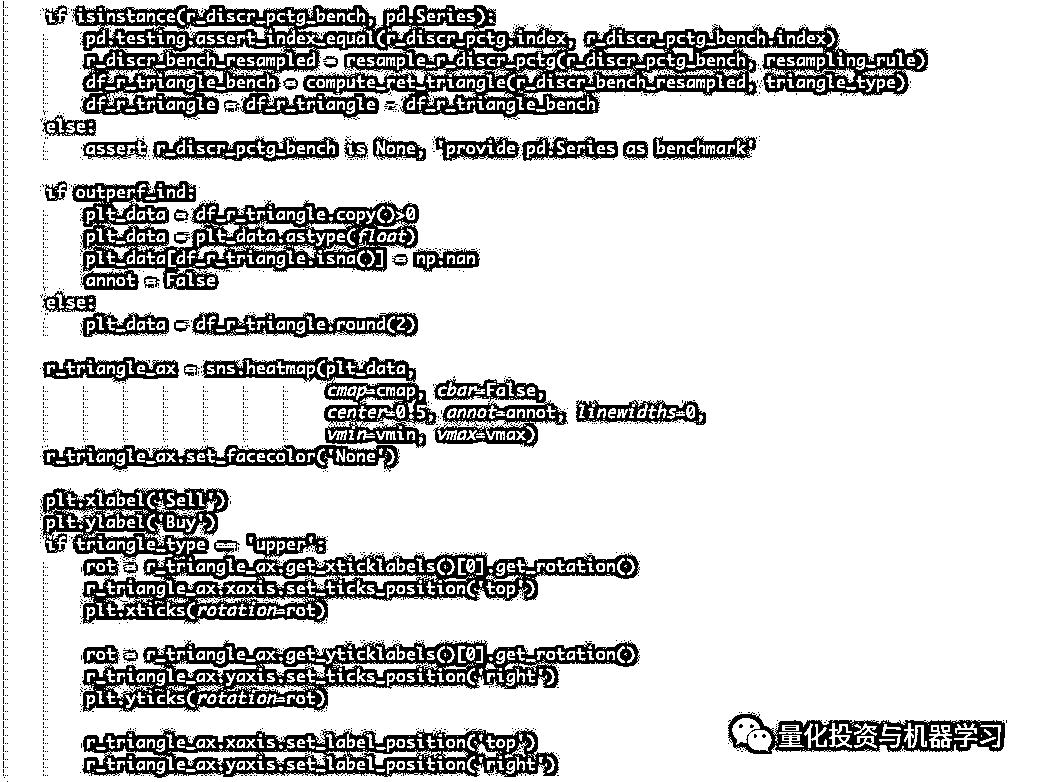 if isinstance(r_discr_pctg_bench, pd.Series):
    pd.testing.assert_index_equal(r_discr_pctg.index, r_discr_pctg_bench.index)
    r_discr_bench_resampled = resample_r_discr_pctg(r_discr_pctg_bench, resampling_rule)
    df_r_triangle_bench = compute_ret_triangle(r_discr_bench_resampled, triangle_type)
    df_r_triangle = df_r_triangle - df_r_triangle_bench
else:
    assert r_discr_pctg_bench is None, 'provide pd.Series as benchmark'
if outperf_ind:
    plt_data = df_r_triangle.copy()>0
    plt_data = plt_data.astype(float)
    plt_data[df_r_triangle.isna()] = np.nan
    annot = False
else:
    plt_data = df_r_triangle.round(2)
r_triangle_ax = sns.heatmap(plt_data,
                            cmap=cmap, cbar=False,
                            center=0.5, annot=annot, linewidths=0,
                            vmin=vmin, vmax=vmax)
r_triangle_ax.set_facecolor('None')
plt.xlabel('Sell')
plt.ylabel('Buy')
if triangle_type == 'upper':
    rot = r_triangle_ax.get_xticklabels()[0].get_rotation()
    r_triangle_ax.xaxis.set_ticks_position('top')
    plt.xticks(rotation=rot)
    rot = r_triangle_ax.get_yticklabels()[0].get_rotation()
    r_triangle_ax.yaxis.set_ticks_position('right')
    plt.yticks(rotation=rot)
    r_triangle_ax.xaxis.set_label_position('top')
    r_triangle_ax.yaxis.set_label_position('right')
量化投资与机器学习